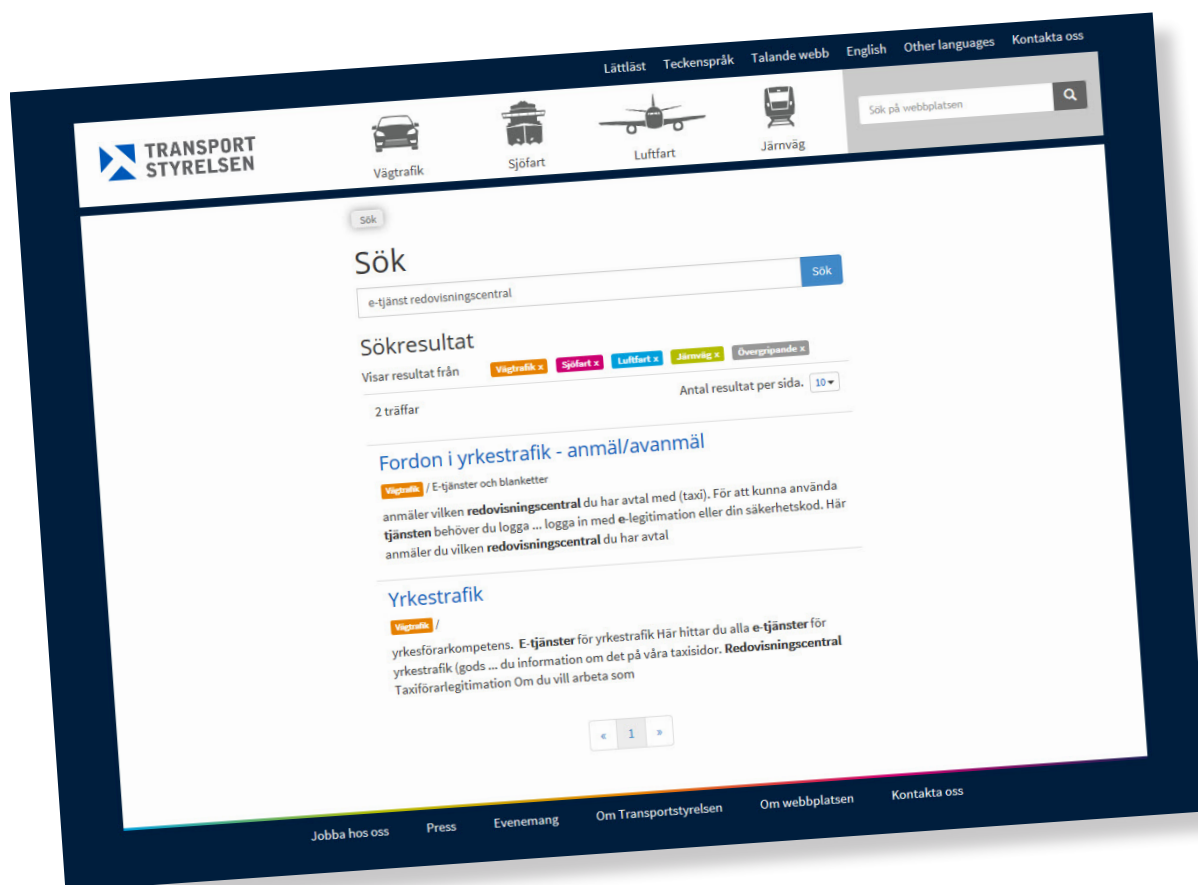 Lättläst Teckenspråk Talande webb English Other languages Kontakta oss
TRANSPORT
STYRELSEN
Vägtrafik Sjöfart Luftfart Järnväg
Sök på webbplatsen
Sök
Sök
e-tjänst redovisningscentral Sök
Sökresultat
Visar resultat från Vägtrafik x Sjöfart x Luftfart x Järnväg x Övergripande x
2 träffar Antal resultat per sida. 10
Fordon i yrkestrafik - anmäl/avanmäl
Vägtrafik / E-tjänster och blanketter
anmäler vilken redovisningscentral du har avtal med (taxi). För att kunna använda
tjänsten behöver du logga ... logga in med e-legitimation eller din säkerhetskod. Här
anmäler du vilken redovisningscentral du har avtal
Yrkestrafik
Vägtrafik /
yrkesförarkompetens. E-tjänster för yrkestrafik Här hittar du alla e-tjänster för
yrkestrafik (gods ... du information om det på våra taxisidor. Redovisningscentral
Taxiförarlegitimation Om du vill arbeta som
« 1 »
Jobba hos oss Press Evenemang Om Transportstyrelsen Om webbplatsen Kontakta oss